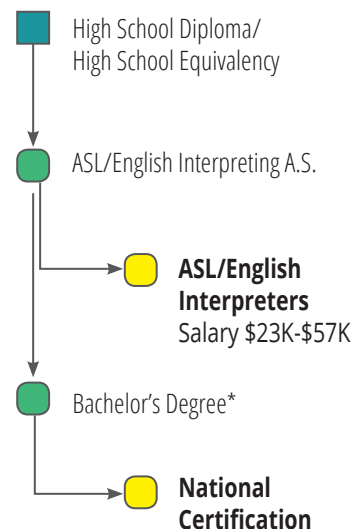 High School Diploma/
High School Equivalency
ASL/English Interpreting A.S.
ASL/English
Interpreters
Salary $23K-$57K
Bachelor's Degree*
National
Certification